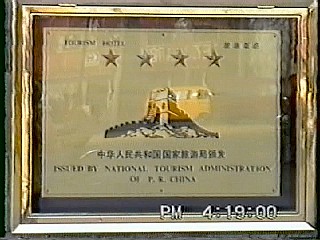 TOURISM HOTEL 旅游饭店
中华人民共和国国家旅游局颁发
ISSUED BY NATIONAL TOURISM ADMINISTRATION
OF P. R. CHINA
PM 4:19:00